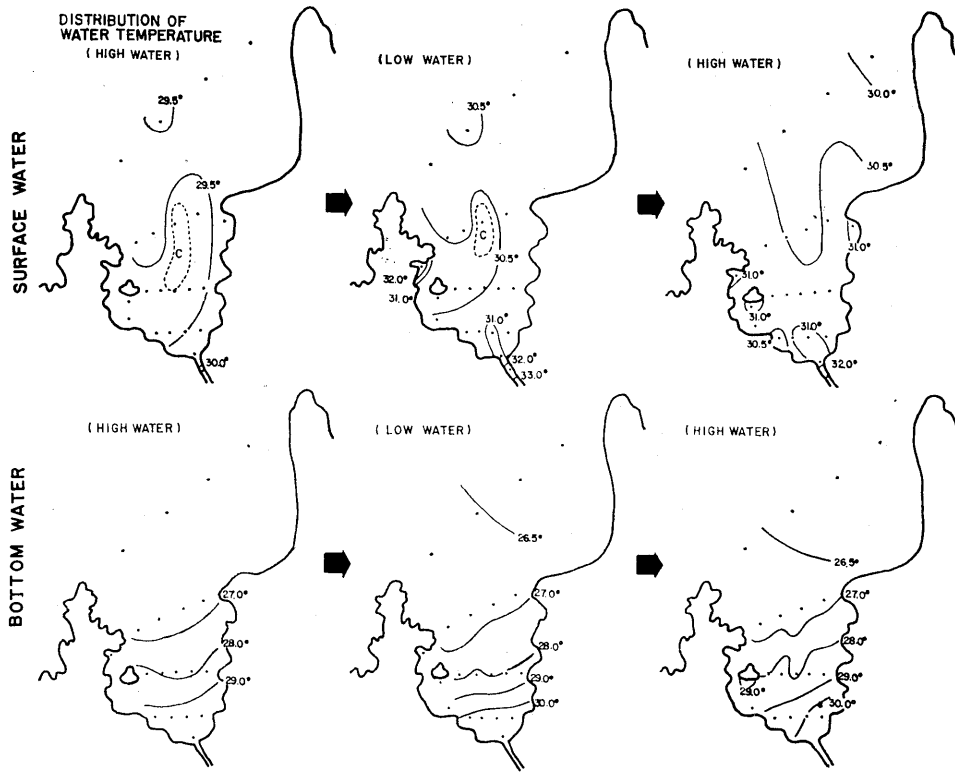 DISTRIBUTION OF
WATER TEMPERATURE
( HIGH WATER )
( LOW WATER )
( HIGH WATER )
SURFACE WATER
29.5°
29.5°
C
30.0°
30.5°
C
30.5°
32.0°
31.0°
31.0°
32.0°
33.0°
30.0°
30.5°
31.0°
31.0°
31.0°
30.5°
31.0°
32.0°
BOTTOM WATER
( HIGH WATER )
( LOW WATER )
( HIGH WATER )
27.0°
28.0°
29.0°
26.5°
27.0°
28.0°
29.0°
30.0°
26.5°
27.0°
28.0°
29.0°
29.0°
30.0°